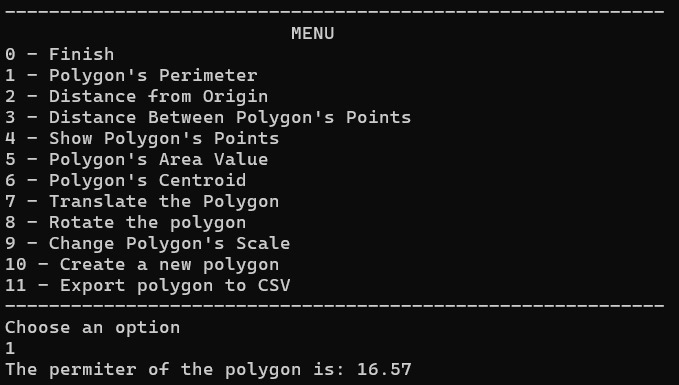 ------------------------------------------------------------
MENU
0 - Finish
1 - Polygon's Perimeter
2 - Distance from Origin
3 - Distance Between Polygon's Points
4 - Show Polygon's Points
5 - Polygon's Area Value
6 - Polygon's Centroid
7 - Translate the Polygon
8 - Rotate the polygon
9 - Change Polygon's Scale
10 - Create a new polygon
11 - Export polygon to CSV
------------------------------------------------------------
Choose an option
1
The permiter of the polygon is: 16.57